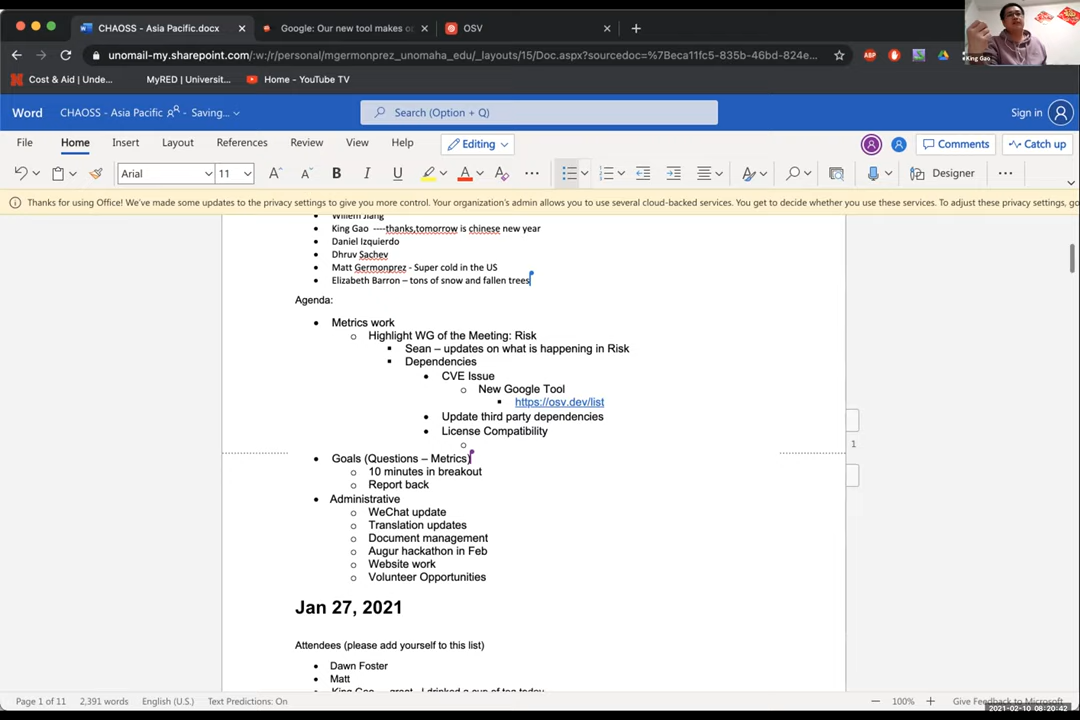 CHAOSS - Asia Pacific.docx
Google: Our new tool makes o
OSV
unomail-my.sharepoint.com/w:/r/personal/mgermonprez_unomaha_edu/_layouts/15/Doc.aspx?sourcedoc=%7Beca11fc5-835b-46bd-824e...
ABP
Cost & Aid | Unde...
MyRED | Universit...
Home - YouTube TV
King Gao
Word
CHAOSS - Asia Pacific
- Saving...
Search (Option + Q)
Sign in
File
Home
Insert
Layout
References
Review
View
Help
Editing
Comments
Catch up
Arial
11
B
I
U
Designer
Thanks for using Office! We've made some updates to the privacy settings to give you more control. Your organization's admin allows you to use several cloud-backed services. You get to decide whether you use these services. To adjust these privacy settings, go
Willem Jiang
King Gao ----thanks,tomorrow is chinese new year
Daniel Izquierdo
Dhruv Sachev
Matt Germonprez - Super cold in the US
Elizabeth Barron – tons of snow and fallen trees
Agenda:
Metrics work
Highlight WG of the Meeting: Risk
Sean – updates on what is happening in Risk
Dependencies
CVE Issue
New Google Tool
https://osv.dev/list
Update third party dependencies
License Compatibility
1
Goals (Questions – Metrics)
10 minutes in breakout
Report back
Administrative
WeChat update
Translation updates
Document management
Augur hackathon in Feb
Website work
Volunteer Opportunities
Jan 27, 2021
Attendees (please add yourself to this list)
Dawn Foster
Matt
King Gao --- great , I drinked a cup of tea today
Page 1 of 11
2,391 words
English (U.S.)
Text Predictions: On
100%
Give Feedback to Microsoft
2021-02-10 08:20:42